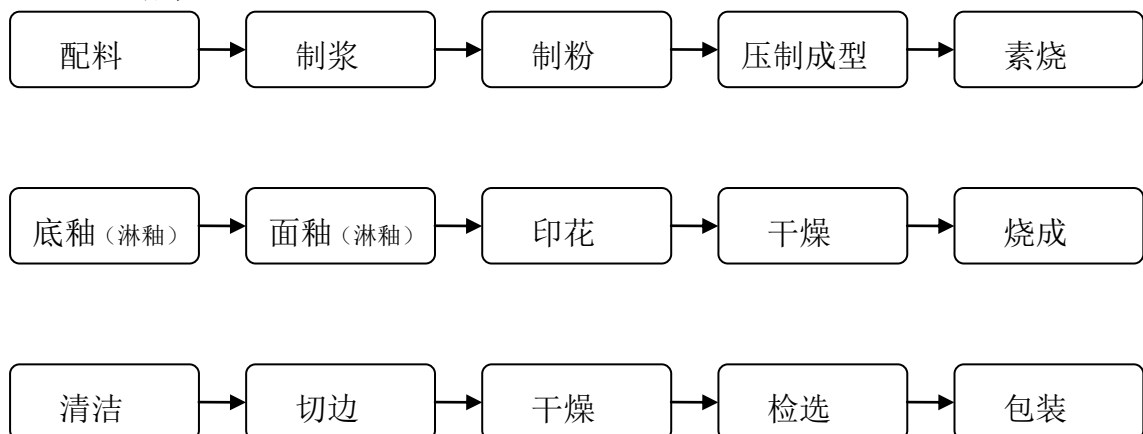 配料 制浆 制粉 压制成型 素烧
底釉（淋釉） 面釉（淋釉） 印花 干燥 烧成
清洁 切边 干燥 检选 包装